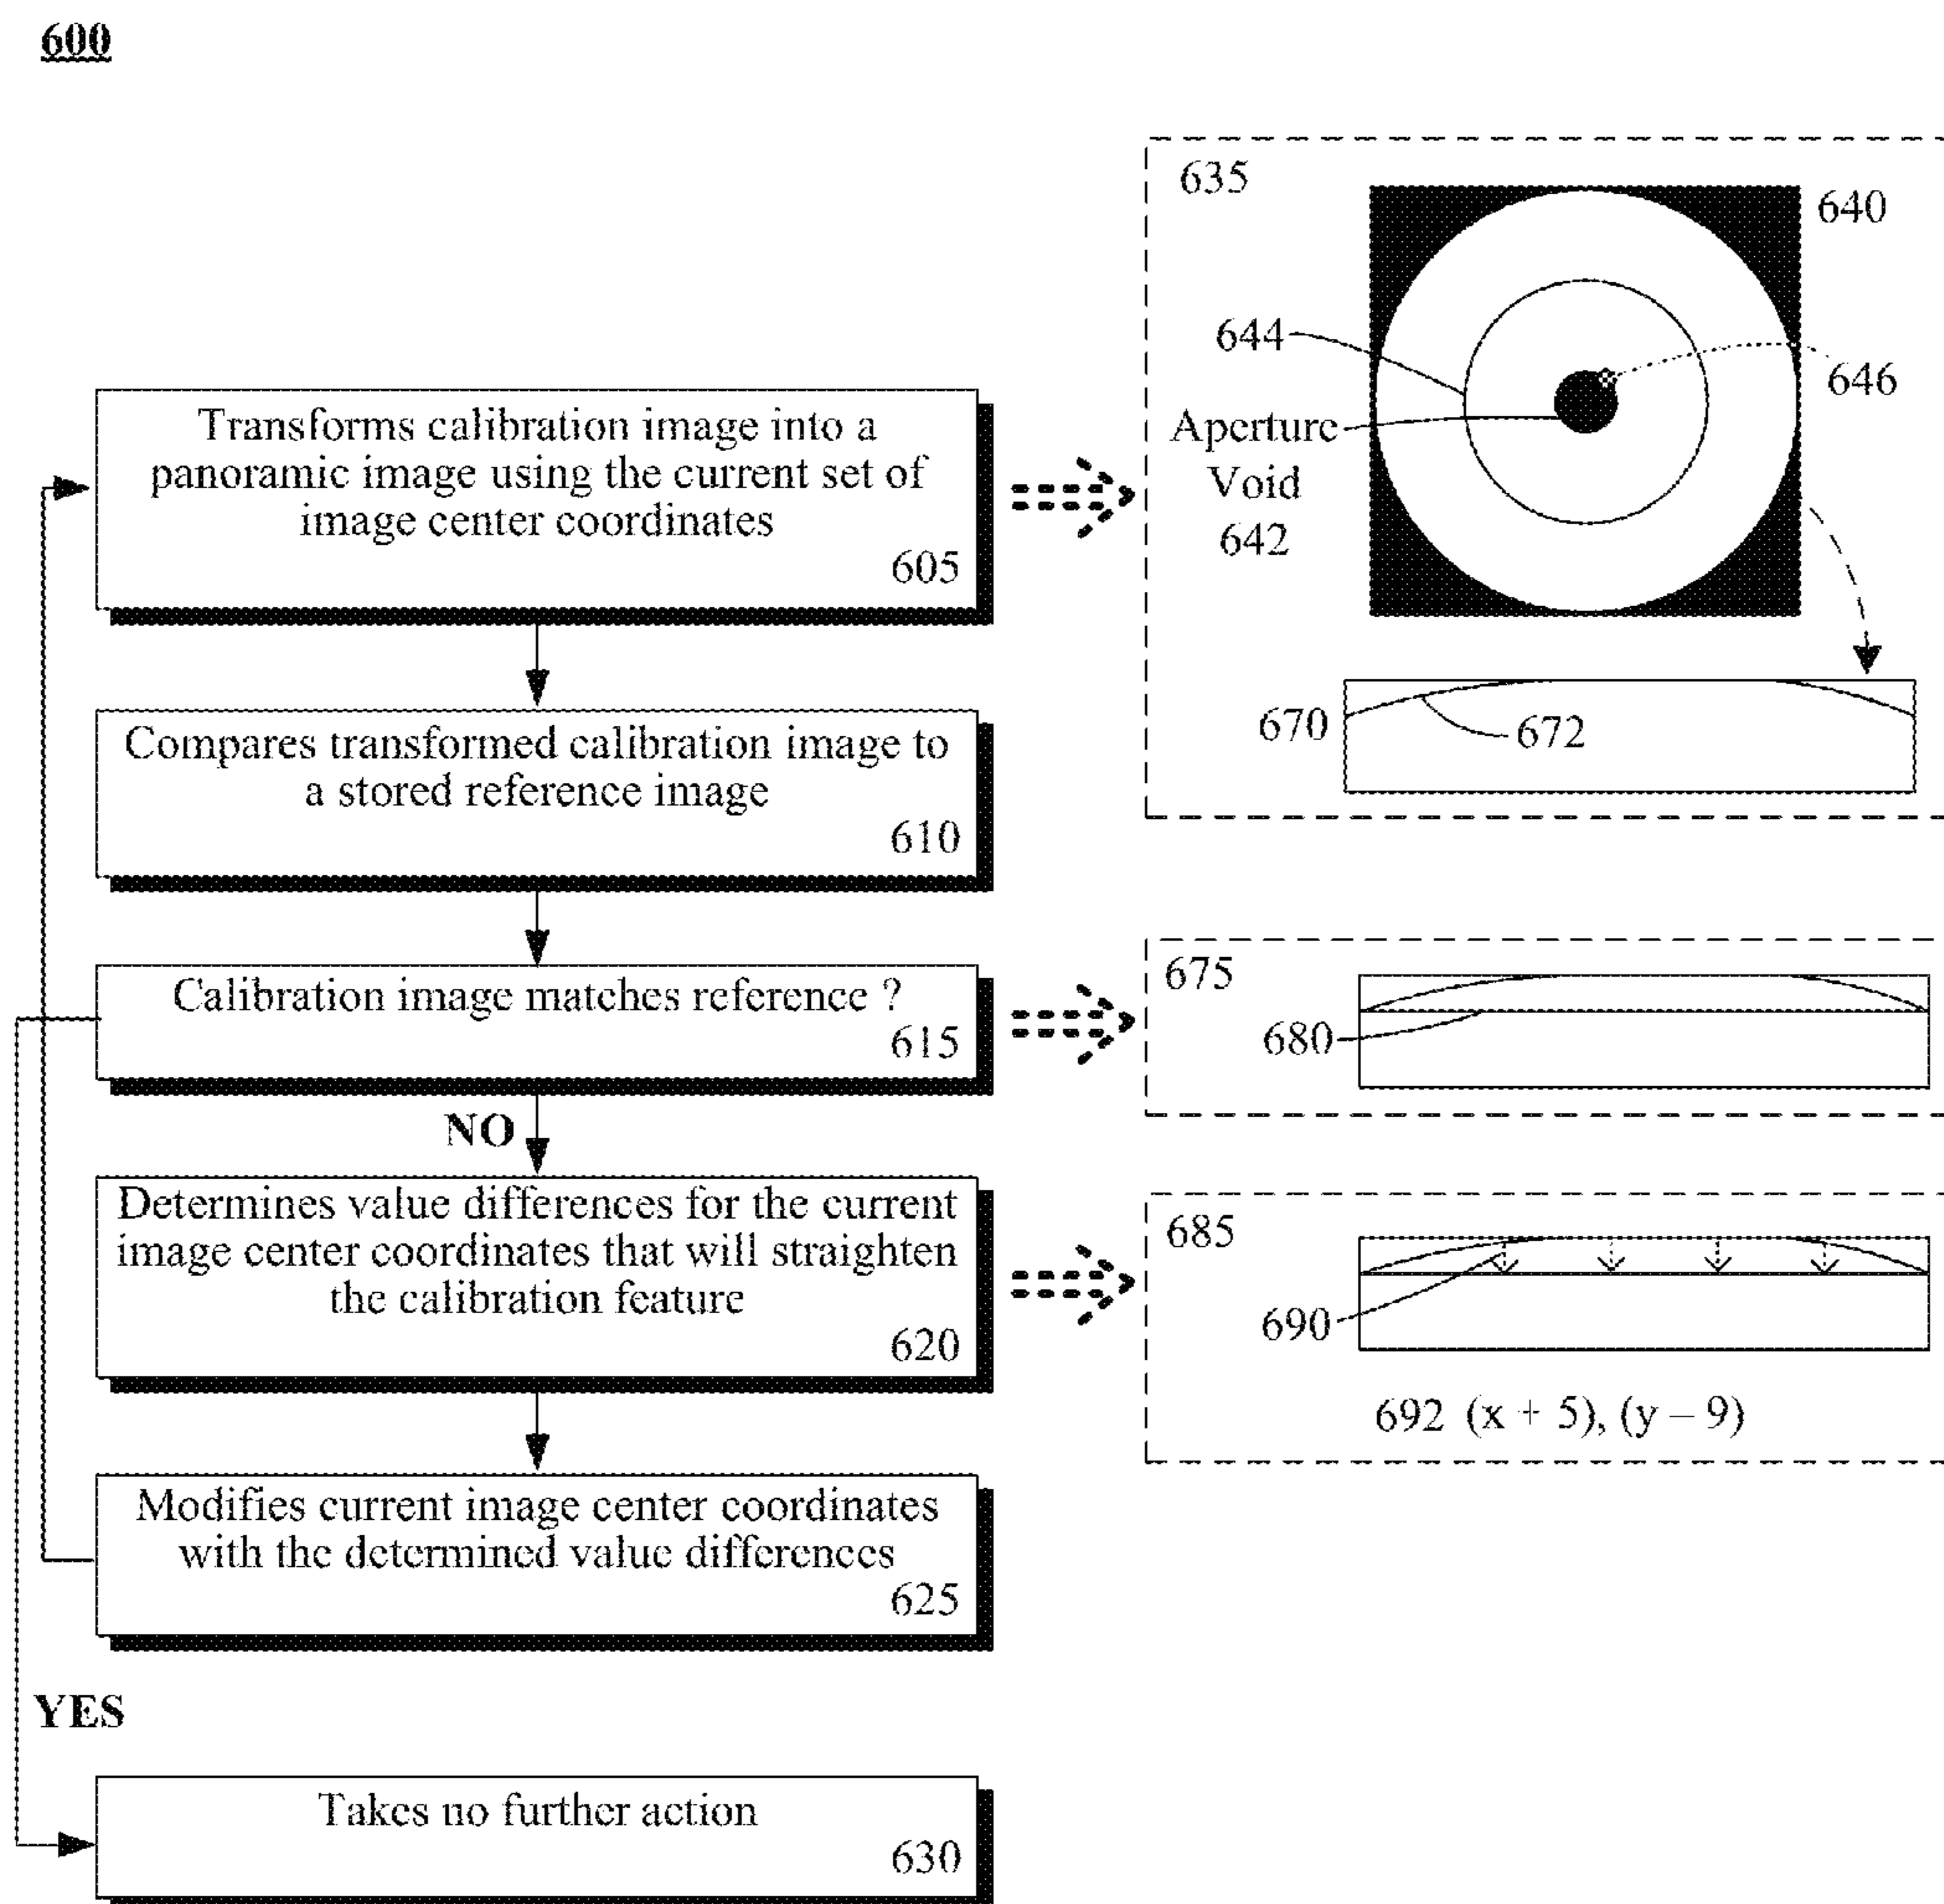 600
Transforms calibration image into a
panoramic image using the current set of
image center coordinates
605
Compares transformed calibration image to
a stored reference image
610
Calibration image matches reference ?
615
NO
Determines value differences for the current
image center coordinates that will straighten
the calibration feature
620
Modifies current image center coordinates
with the determined value differences
625
YES
Takes no further action
630
635
640
644
646
Aperture
Void
642
670
672
675
680
685
690
692 (x + 5), (y – 9)